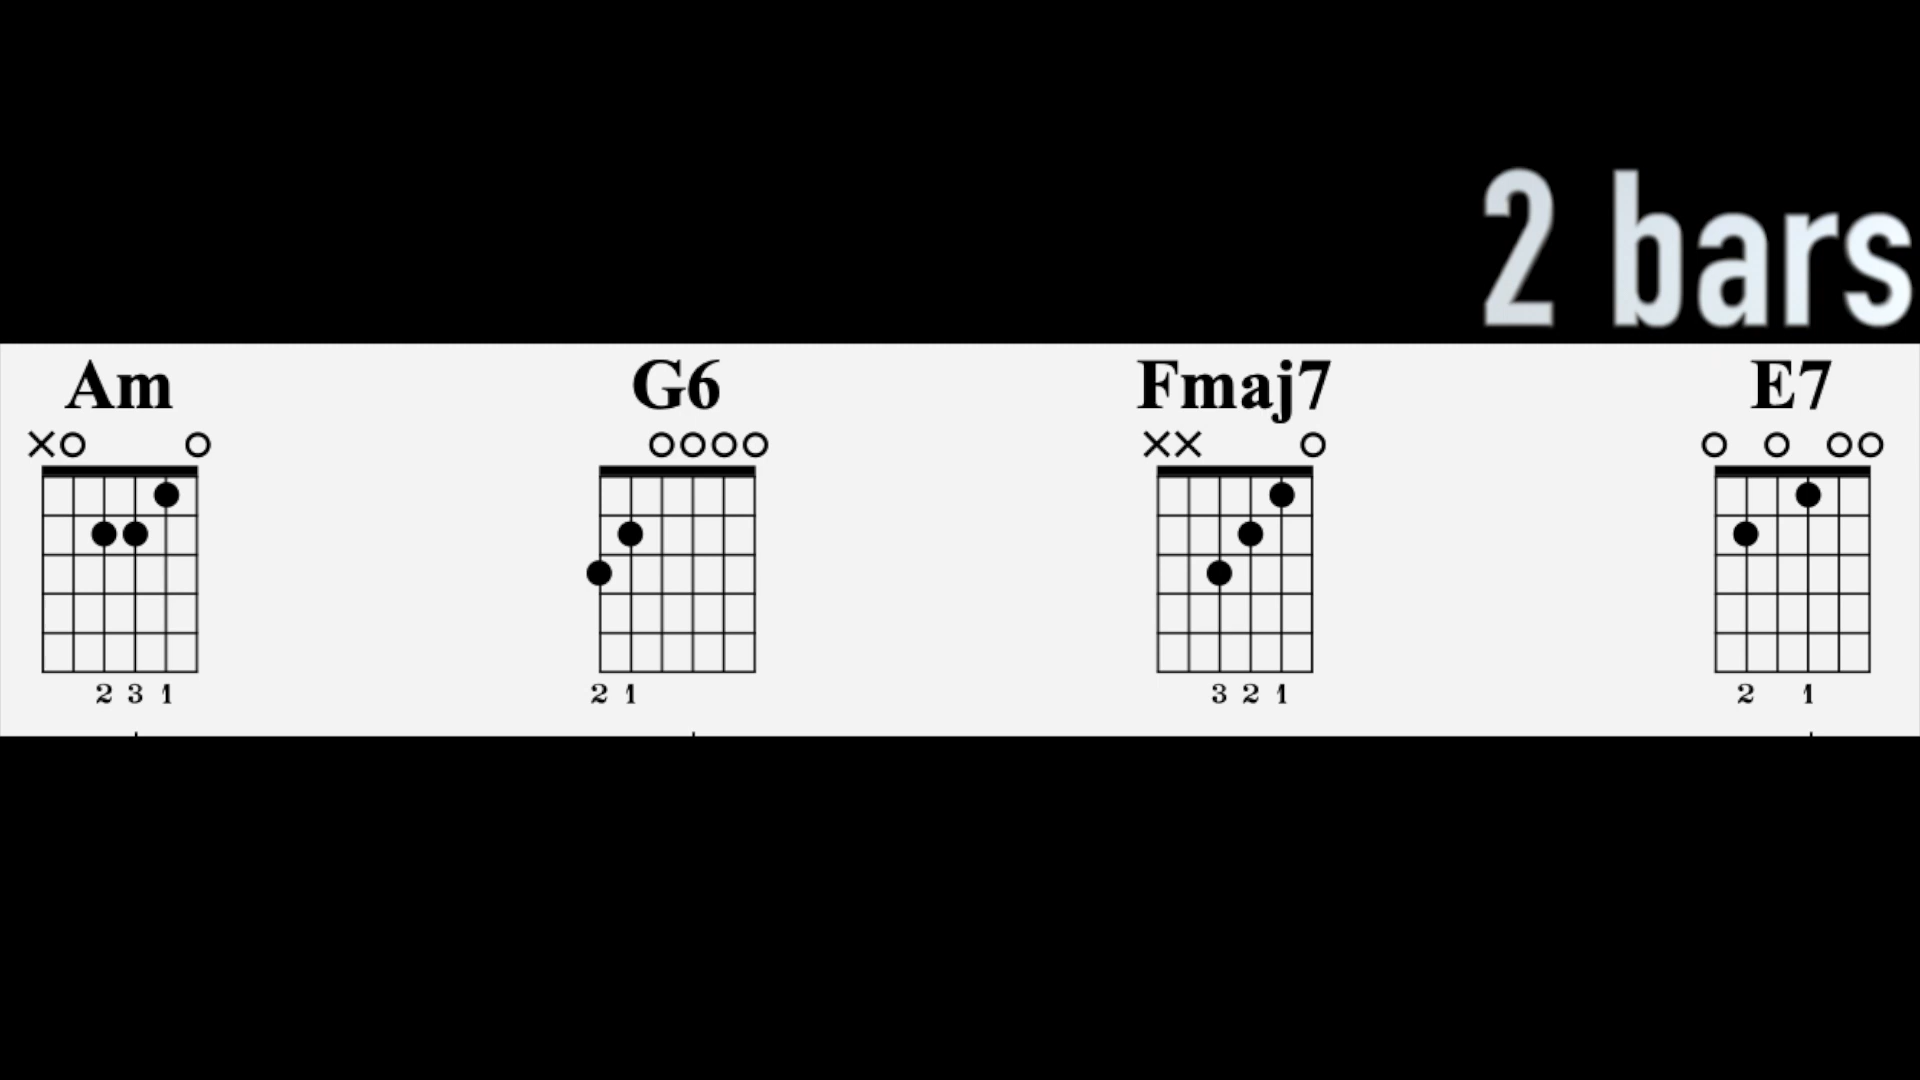 2 bars
Am G6 Fmaj7 E7
×○ ○ ○○○○ ×× ○ ○ ○ ○○
2 3 1 2 1 3 2 1 2 1